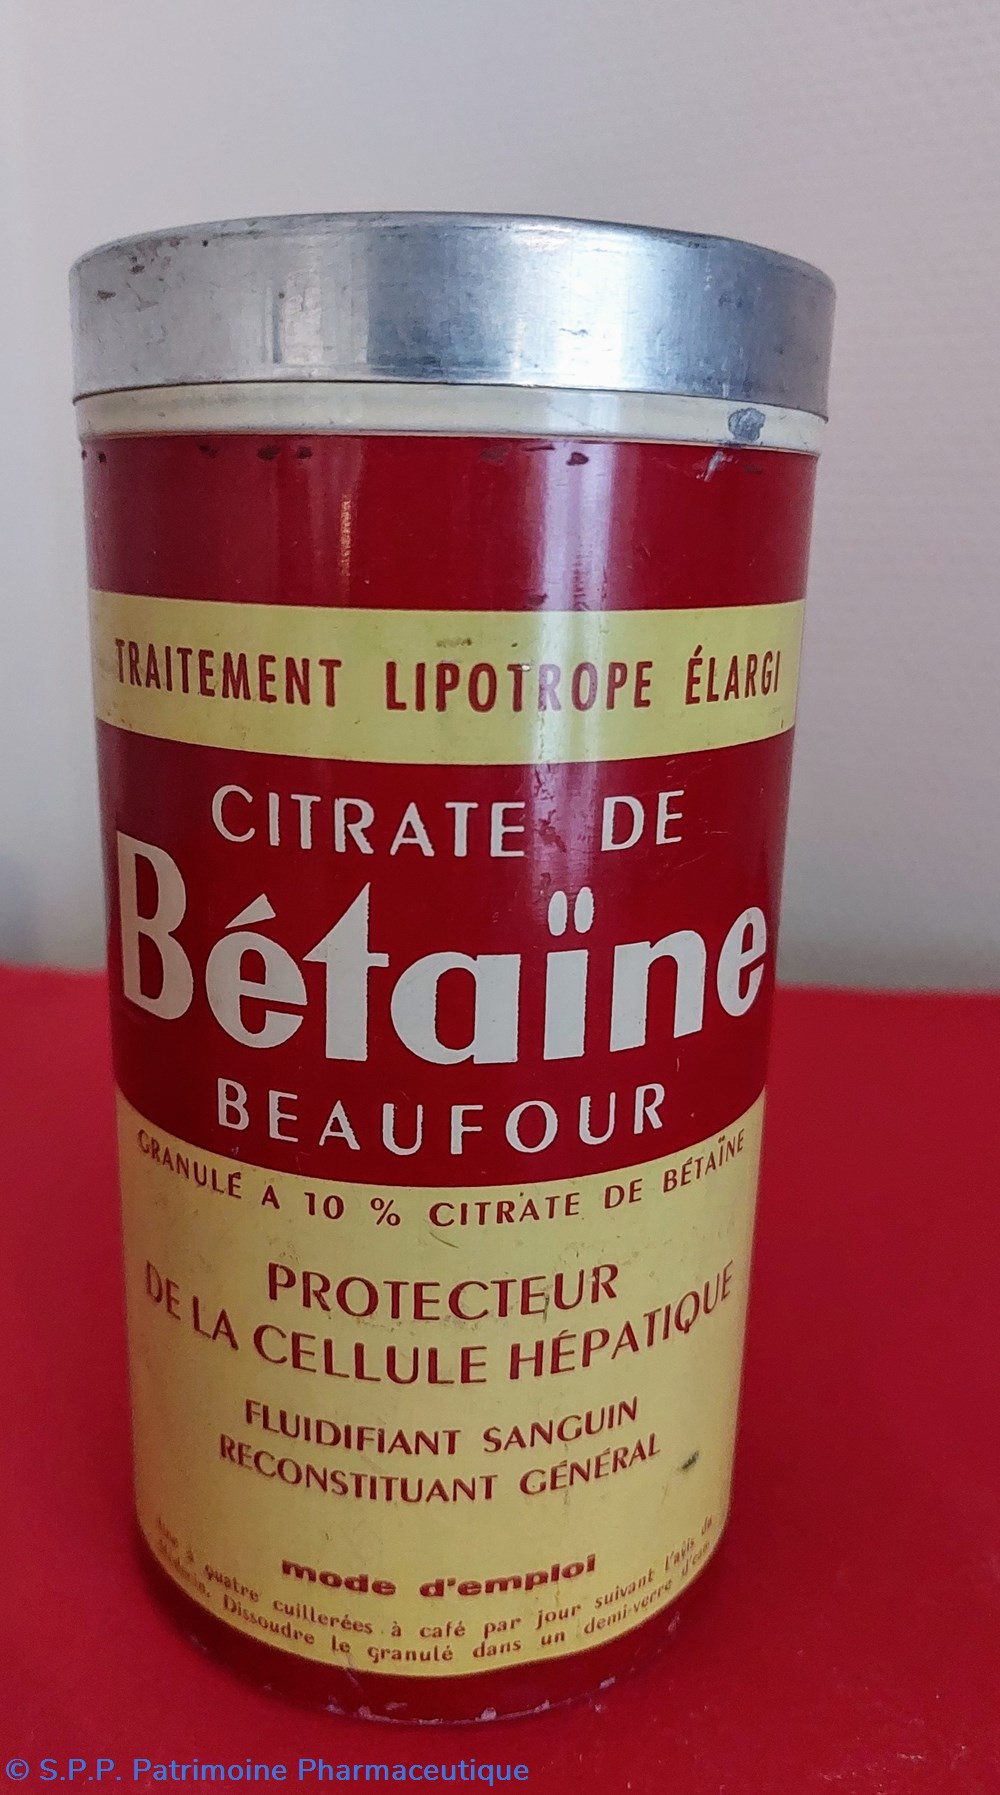 TRAITEMENT LIPOTROPE ÉLARGI
CITRATE DE
Bétaïne
BEAUFOUR
GRANULÉ A 10 % CITRATE DE BÉTAÏNE
PROTECTEUR
DE LA CELLULE HÉPATIQUE
FLUIDIFIANT SANGUIN
RECONSTITUANT GÉNÉRAL
mode d'emploi
à quatre cuillerées à café par jour suivant l'avis du
Dissoudre le granulé dans un demi-verre d'eau
© S.P.P. Patrimoine Pharmaceutique